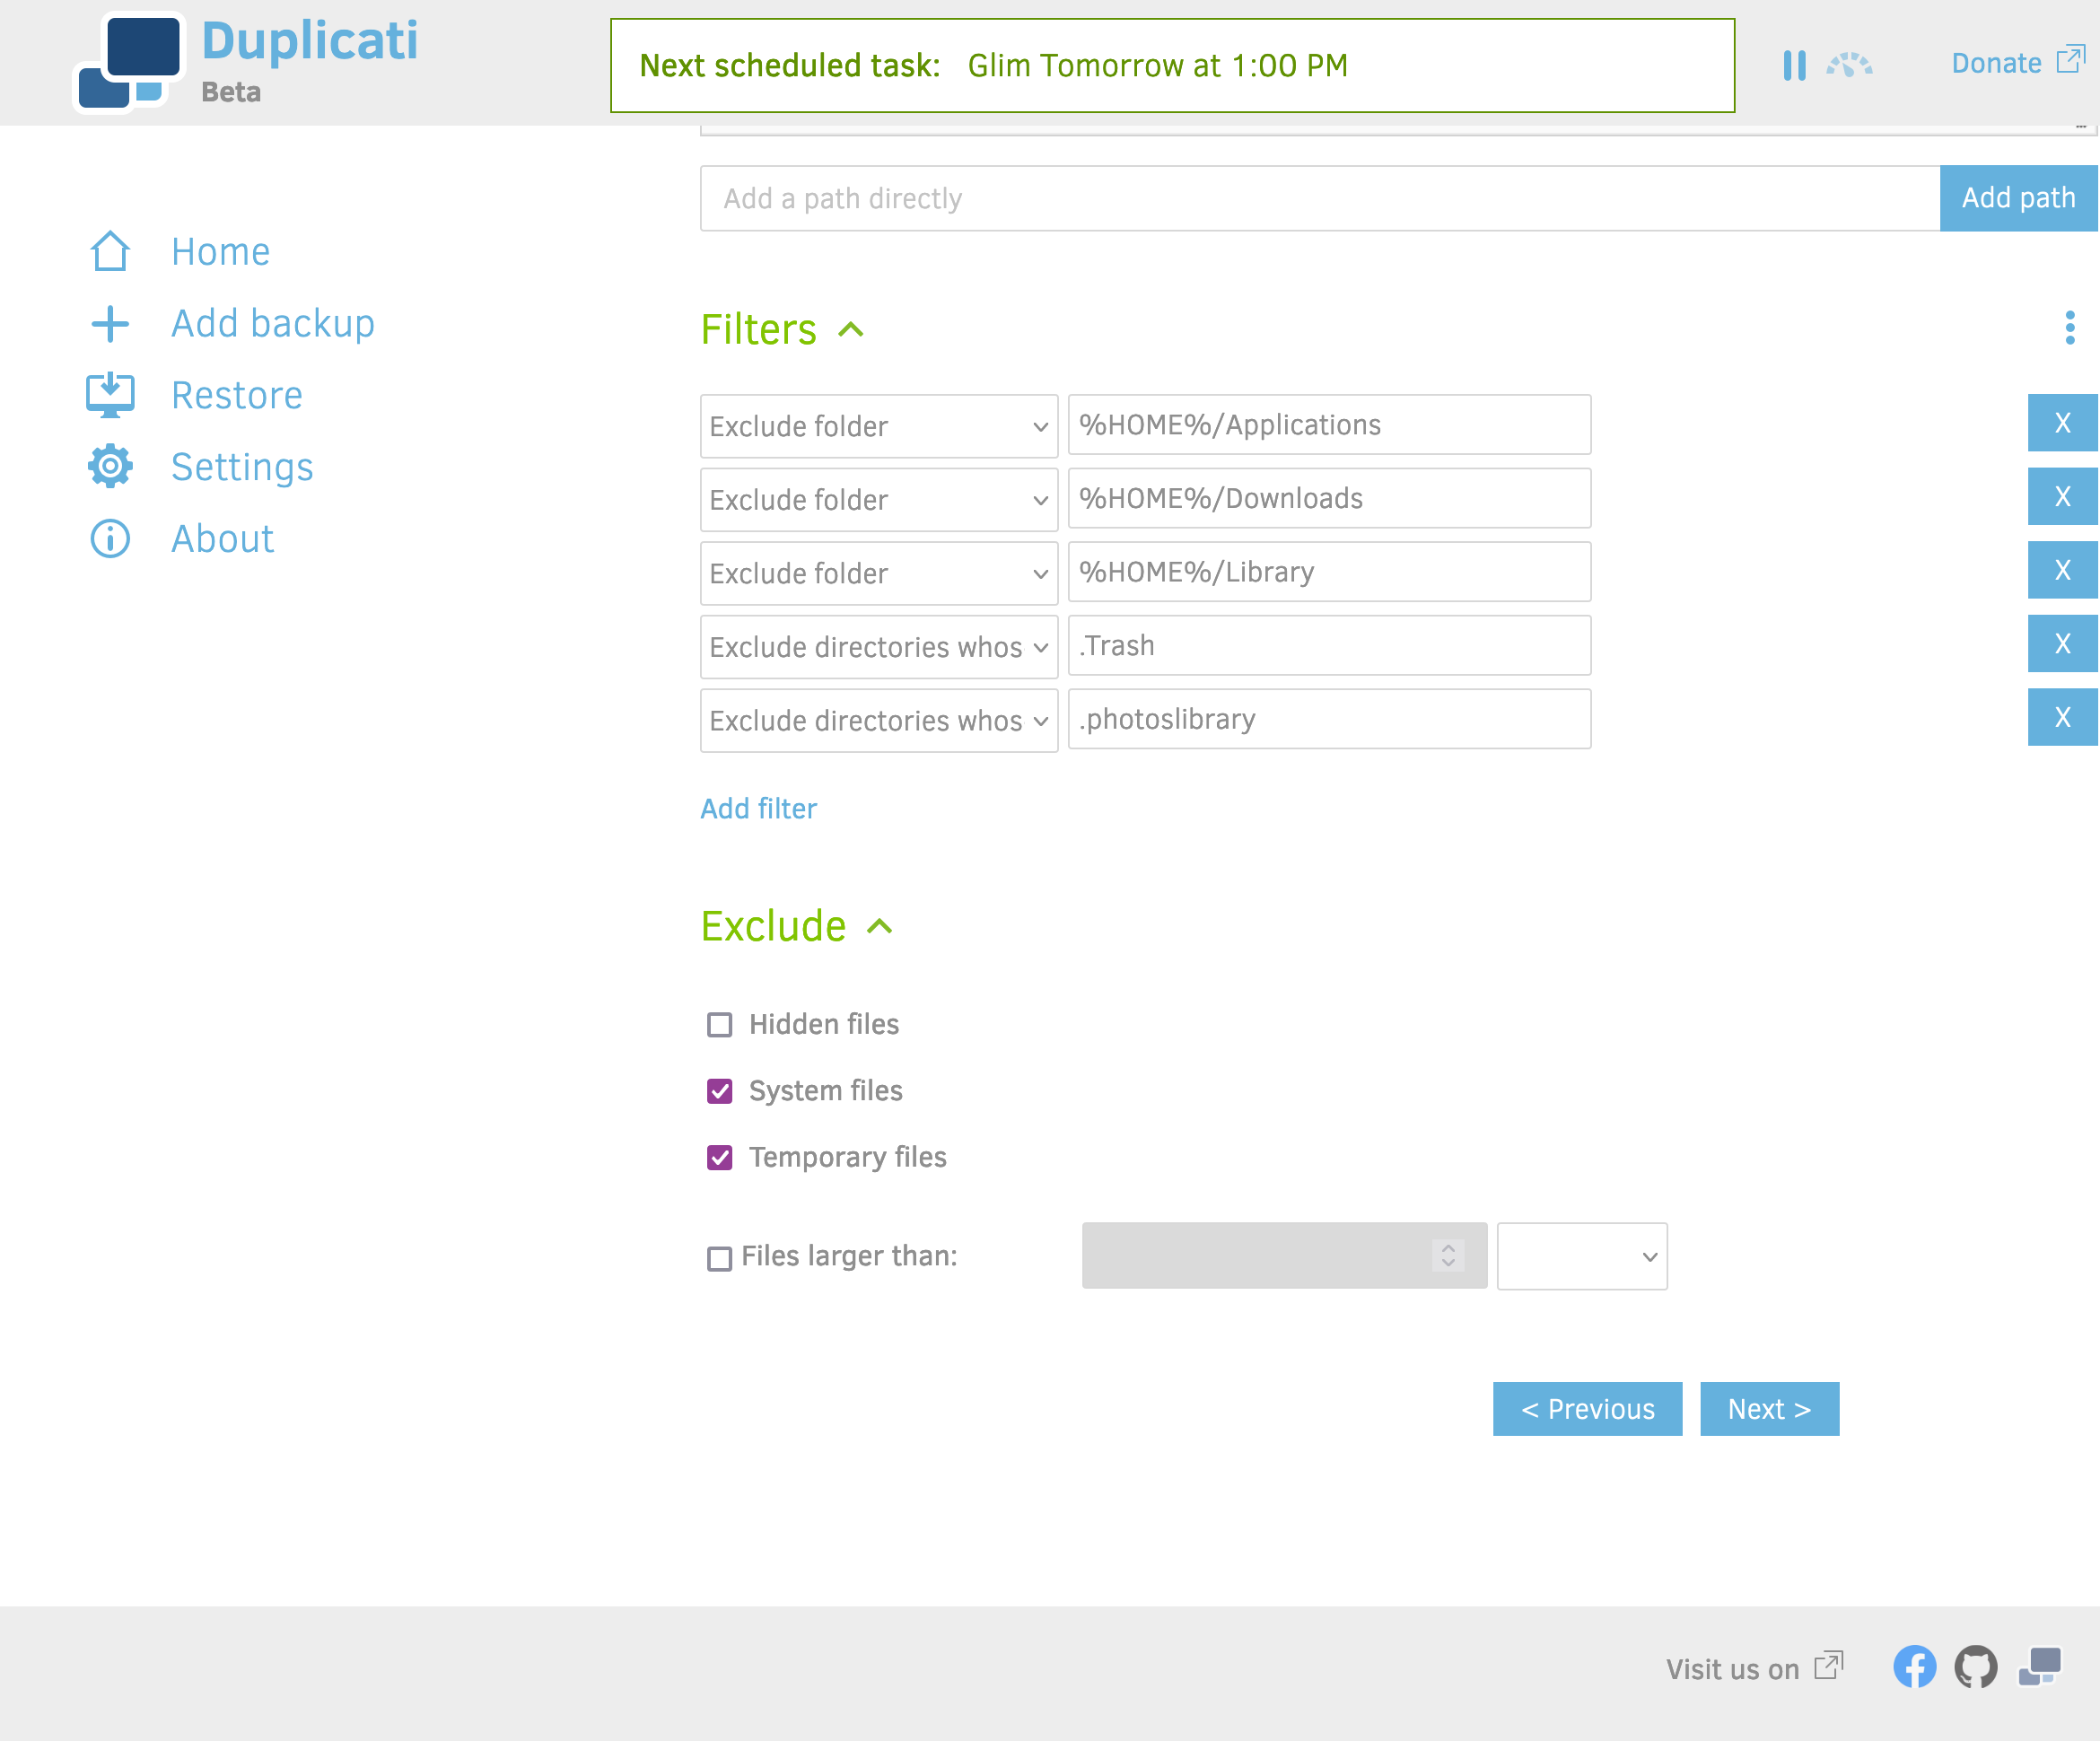 Duplicati
Beta
Next scheduled task: Glim Tomorrow at 1:00 PM
Donate
Add a path directly
Add path
Home
Add backup
Restore
Settings
About
Filters
Exclude folder
%HOME%/Applications
X
Exclude folder
%HOME%/Downloads
X
Exclude folder
%HOME%/Library
X
Exclude directories whos
.Trash
X
Exclude directories whos
.photoslibrary
X
Add filter
Exclude
Hidden files
System files
Temporary files
Files larger than:
< Previous
Next >
Visit us on